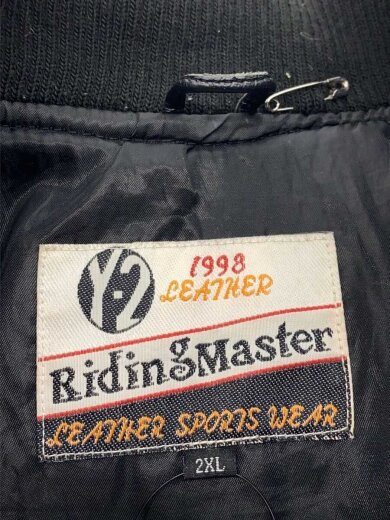 Y-2
1998
LEATHER
RidingMaster
LEATHER SPORTS WEAR
2XL